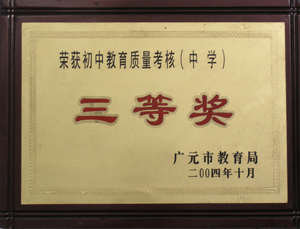 荣获初中教育质量考核(中学)
三等奖
广元市教育局
二00四年十月